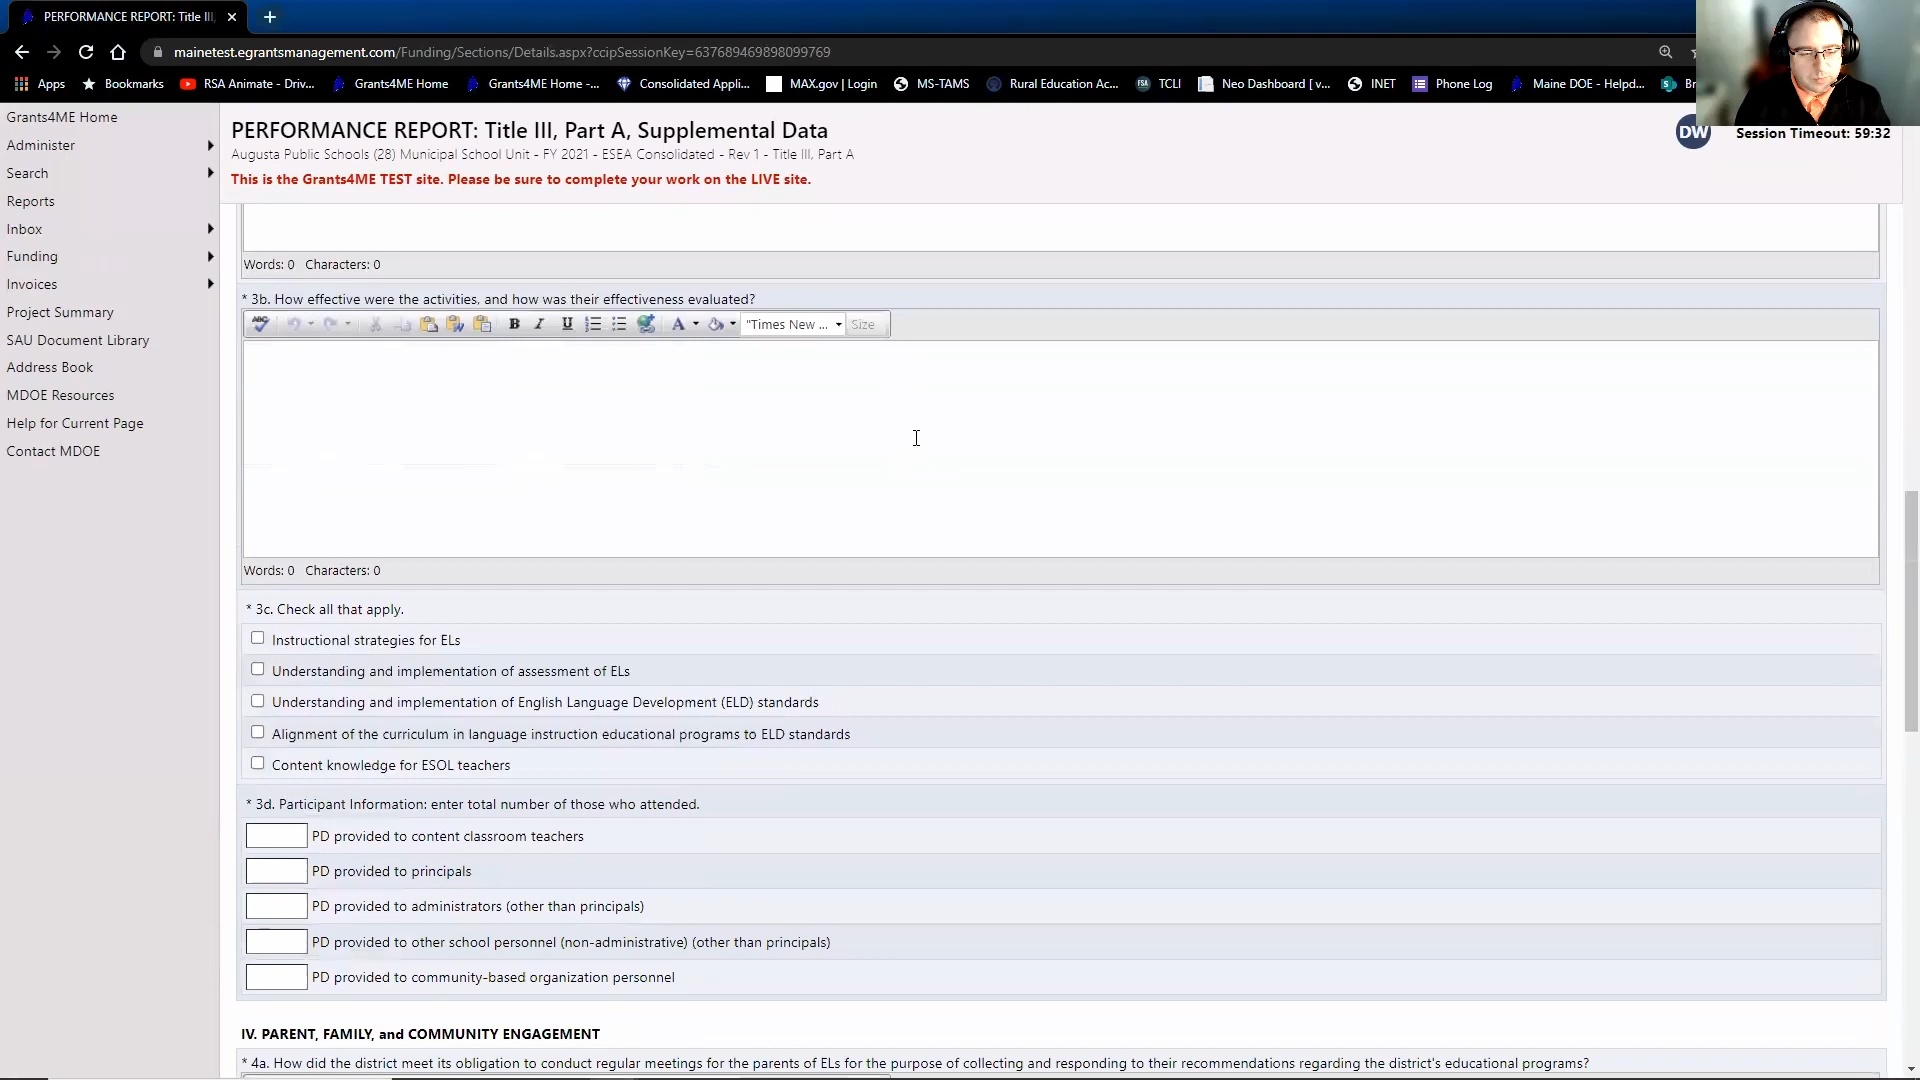 PERFORMANCE REPORT: Title III,
mainetest.egrantsmanagement.com/Funding/Sections/Details.aspx?ccipSessionKey=637689469898099769
Apps Bookmarks RSA Animate - Driv... Grants4ME Home Grants4ME Home -... Consolidated Appli... MAX.gov | Login MS-TAMS Rural Education Ac... TCLI Neo Dashboard [ v... INET Phone Log Maine DOE - Helpd... Br
Grants4ME Home
Administer
Search
Reports
Inbox
Funding
Invoices
Project Summary
SAU Document Library
Address Book
MDOE Resources
Help for Current Page
Contact MDOE
PERFORMANCE REPORT: Title III, Part A, Supplemental Data
DW Session Timeout: 59:32
Augusta Public Schools (28) Municipal School Unit - FY 2021 - ESEA Consolidated - Rev 1 - Title III, Part A
This is the Grants4ME TEST site. Please be sure to complete your work on the LIVE site.
Words: 0 Characters: 0
* 3b. How effective were the activities, and how was their effectiveness evaluated?
ABC B I U A "Times New ... Size
Words: 0 Characters: 0
* 3c. Check all that apply.
Instructional strategies for ELs
Understanding and implementation of assessment of ELs
Understanding and implementation of English Language Development (ELD) standards
Alignment of the curriculum in language instruction educational programs to ELD standards
Content knowledge for ESOL teachers
* 3d. Participant Information: enter total number of those who attended.
PD provided to content classroom teachers
PD provided to principals
PD provided to administrators (other than principals)
PD provided to other school personnel (non-administrative) (other than principals)
PD provided to community-based organization personnel
IV. PARENT, FAMILY, and COMMUNITY ENGAGEMENT
* 4a. How did the district meet its obligation to conduct regular meetings for the parents of ELs for the purpose of collecting and responding to their recommendations regarding the district's educational programs?